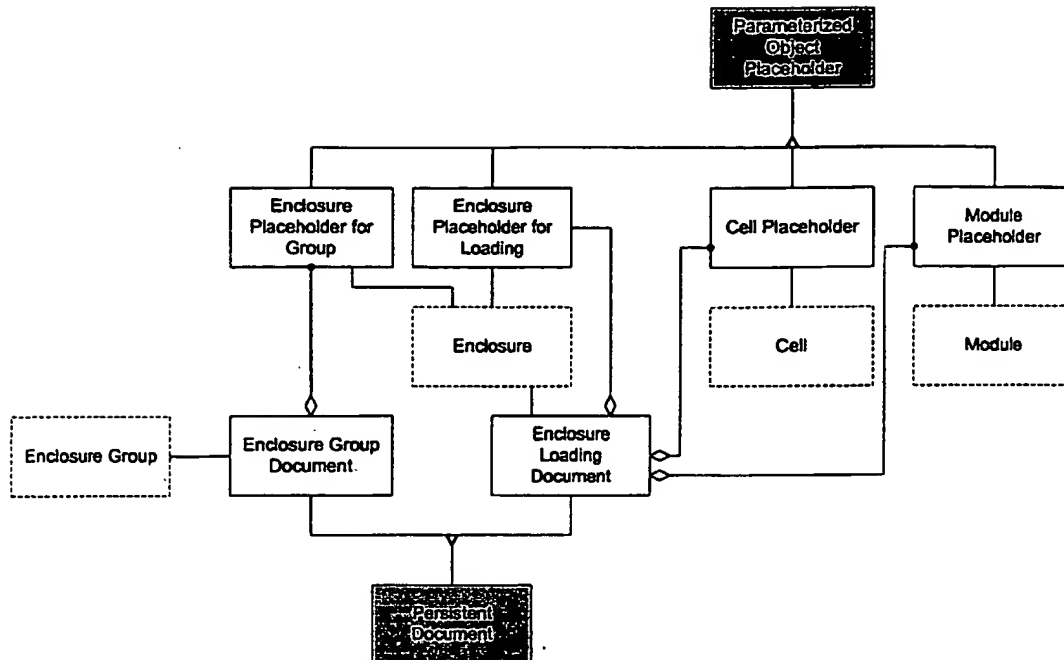 Parameterized
Object
Placeholder
Enclosure
Placeholder for
Group
Enclosure
Placeholder for
Loading
Cell Placeholder
Module
Placeholder
Enclosure
Cell
Module
Enclosure Group
Enclosure Group
Document
Enclosure
Loading
Document
Persistent
Document